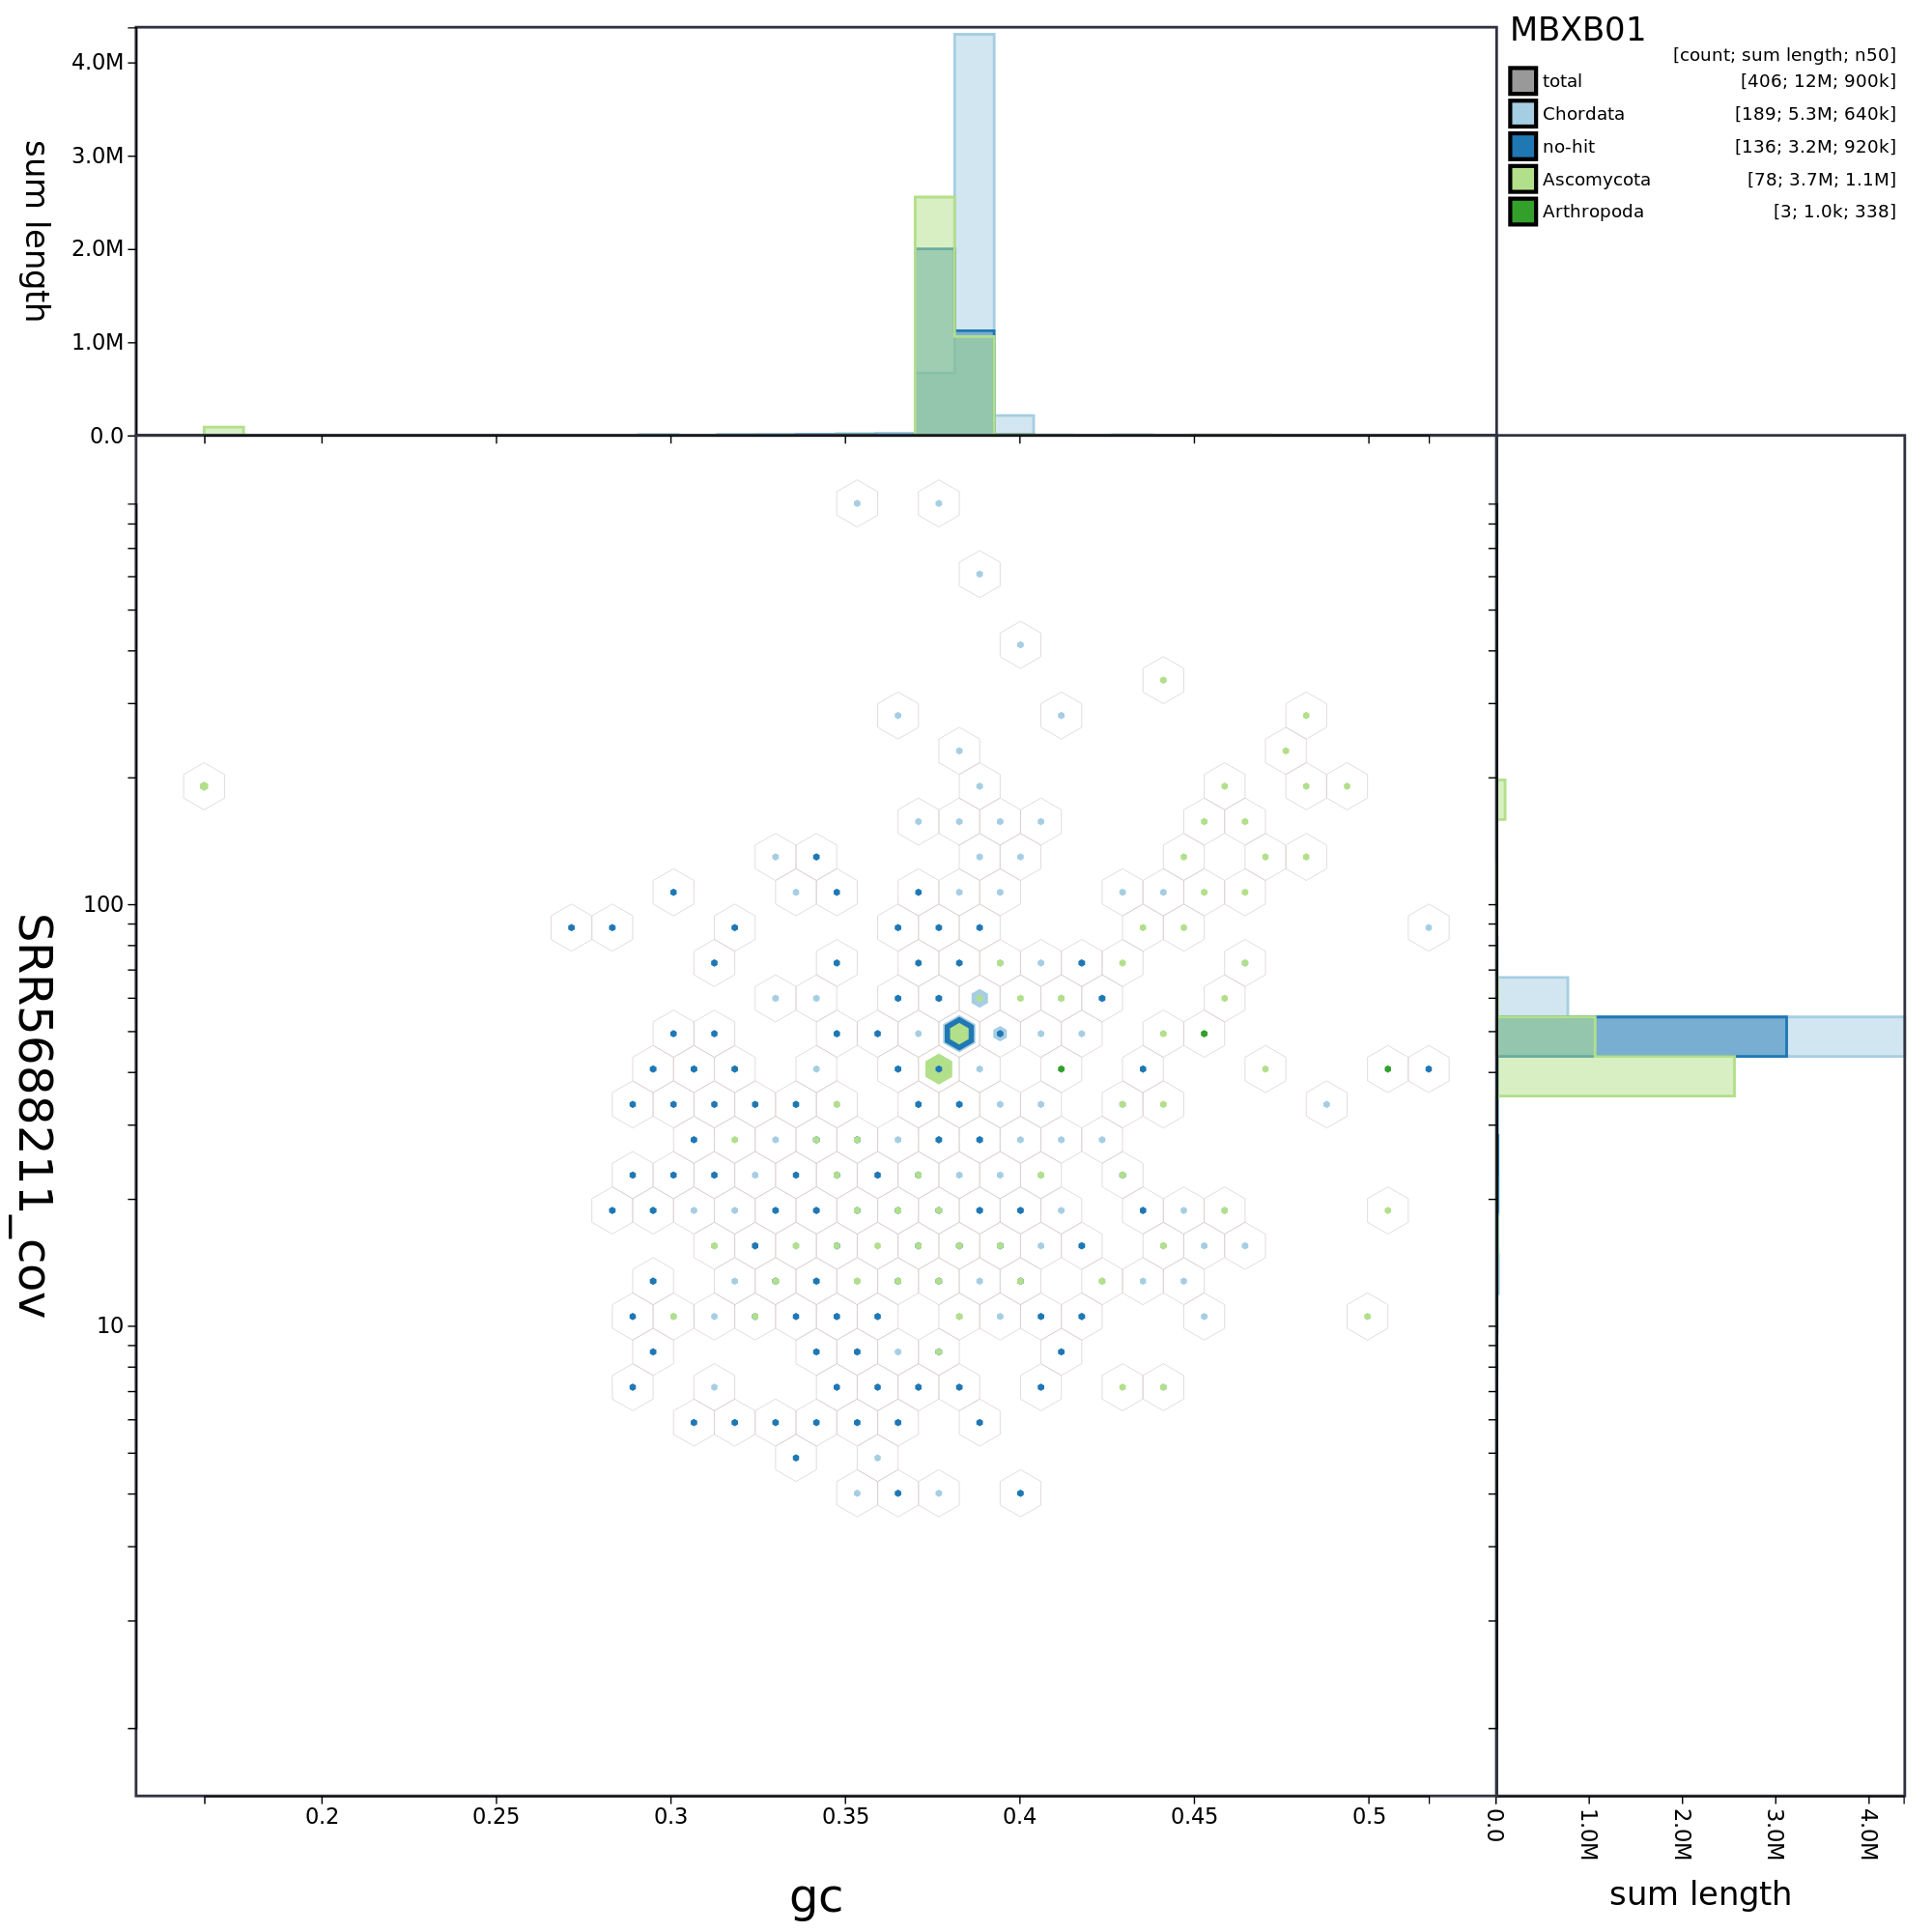 MBXB01
[count; sum length; n50]
total [406; 12M; 900k]
Chordata [189; 5.3M; 640k]
no-hit [136; 3.2M; 920k]
Ascomycota [78; 3.7M; 1.1M]
Arthropoda [3; 1.0k; 338]
sum length
4.0M
3.0M
2.0M
1.0M
0.0
SRR5688211_cov
100
10
0.2 0.25 0.3 0.35 0.4 0.45 0.5
gc
0.0 1.0M 2.0M 3.0M 4.0M
sum length